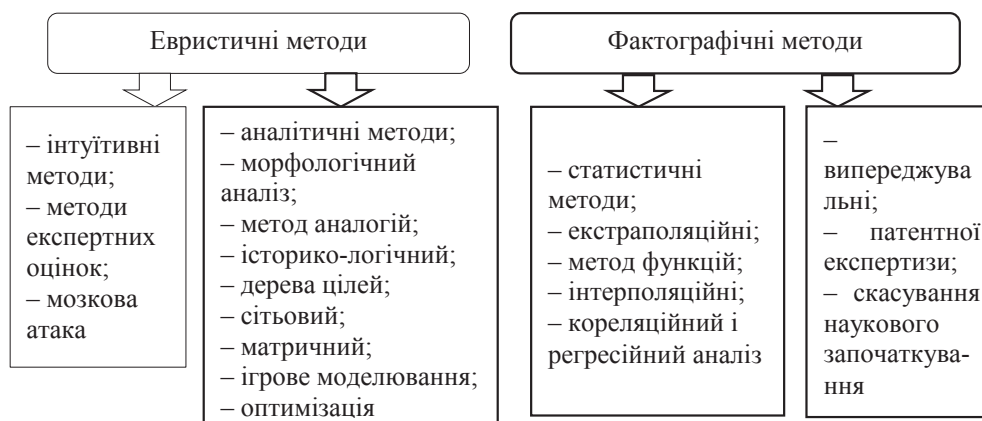 Евристичні методи
Фактографічні методи
– інтуїтивні
методи;
– методи
експертних
оцінок;
– мозкова
атака
– аналітичні методи;
– морфологічний
аналіз;
– метод аналогій;
– історико-логічний;
– дерева цілей;
– сітьовий;
– матричний;
– ігрове моделювання;
– оптимізація
– статистичні
методи;
– екстраполяційні;
– метод функцій;
– інтерполяційні;
– кореляційний і
регресійний аналіз
–
випереджува
льні;
– патентної
експертизи;
– скасування
наукового
започаткува-
ння